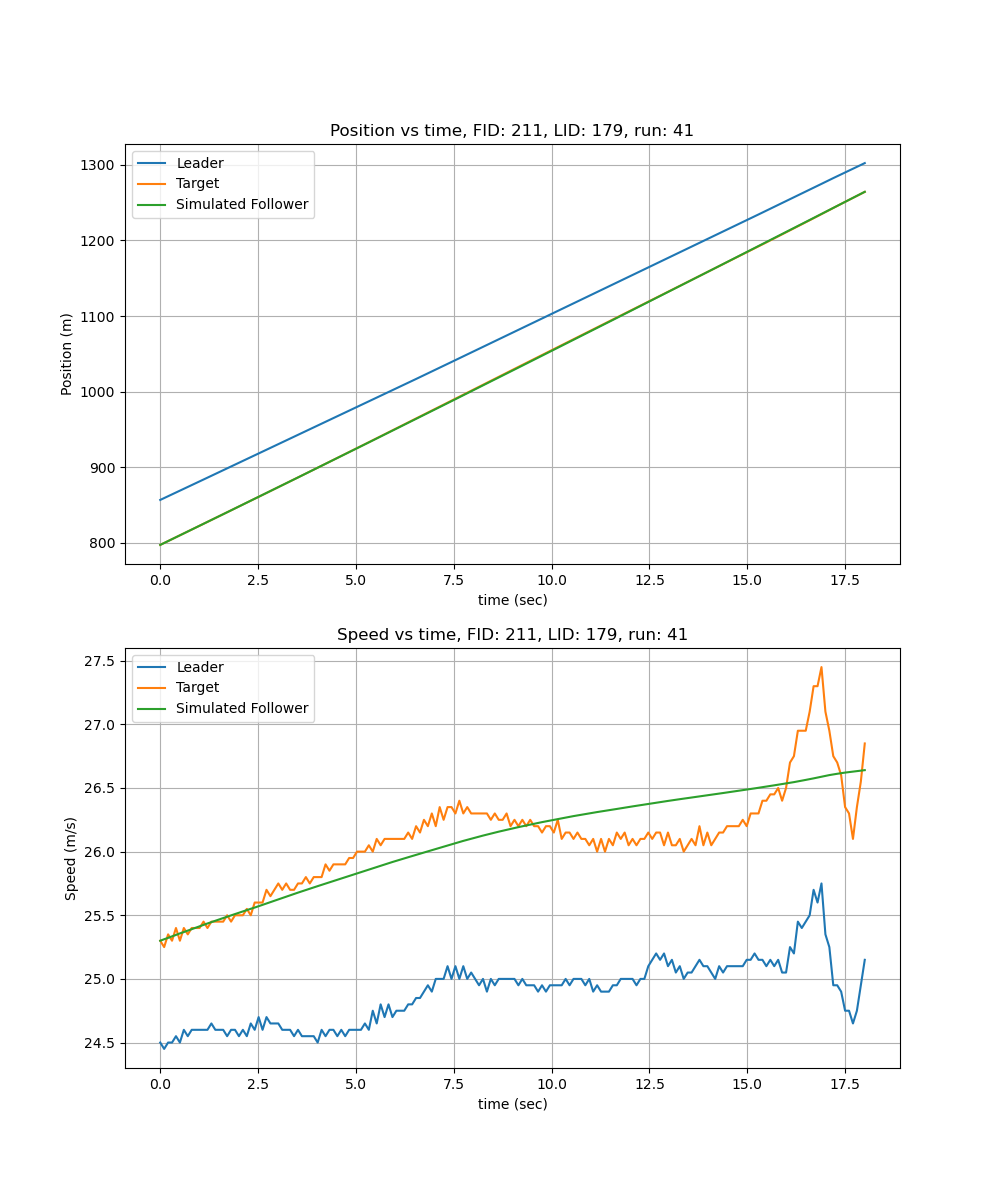 Position vs time, FID: 211, LID: 179, run: 41
Leader
Target
Simulated Follower
1300
1200
1100
1000
900
800
Position (m)
0.0 2.5 5.0 7.5 10.0 12.5 15.0 17.5
time (sec)
Speed vs time, FID: 211, LID: 179, run: 41
Leader
Target
Simulated Follower
27.5
27.0
26.5
26.0
25.5
25.0
24.5
Speed (m/s)
0.0 2.5 5.0 7.5 10.0 12.5 15.0 17.5
time (sec)